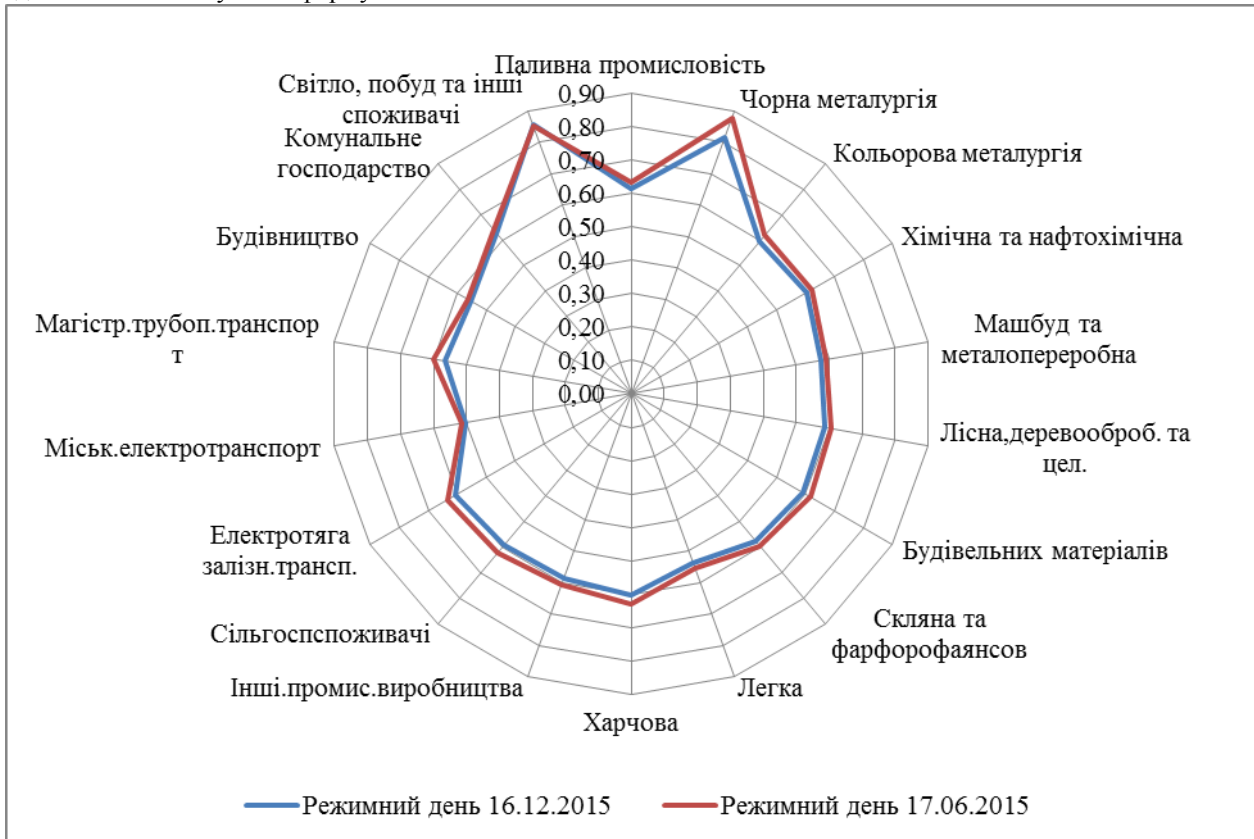 Паливна промисловість
Чорна металургія
Кольорова металургія
Хімічна та нафтохімічна
Машбуд та
металопереробна
Лісна,деревооброб. та
цел.
Будівельних матеріалів
Скляна та
фарфорофаянсов
Легка
Харчова
Інші.промис.виробництва
Сільгоспспоживачі
Електротяга
залізн.трансп.
Міськ.електротранспорт
Магістр.трубоп.транспор
т
Будівництво
Комунальне
господарство
Світло, побуд та інші
споживачі
0,90
0,80
0,70
0,60
0,50
0,40
0,30
0,20
0,10
0,00
Режимний день 16.12.2015
Режимний день 17.06.2015